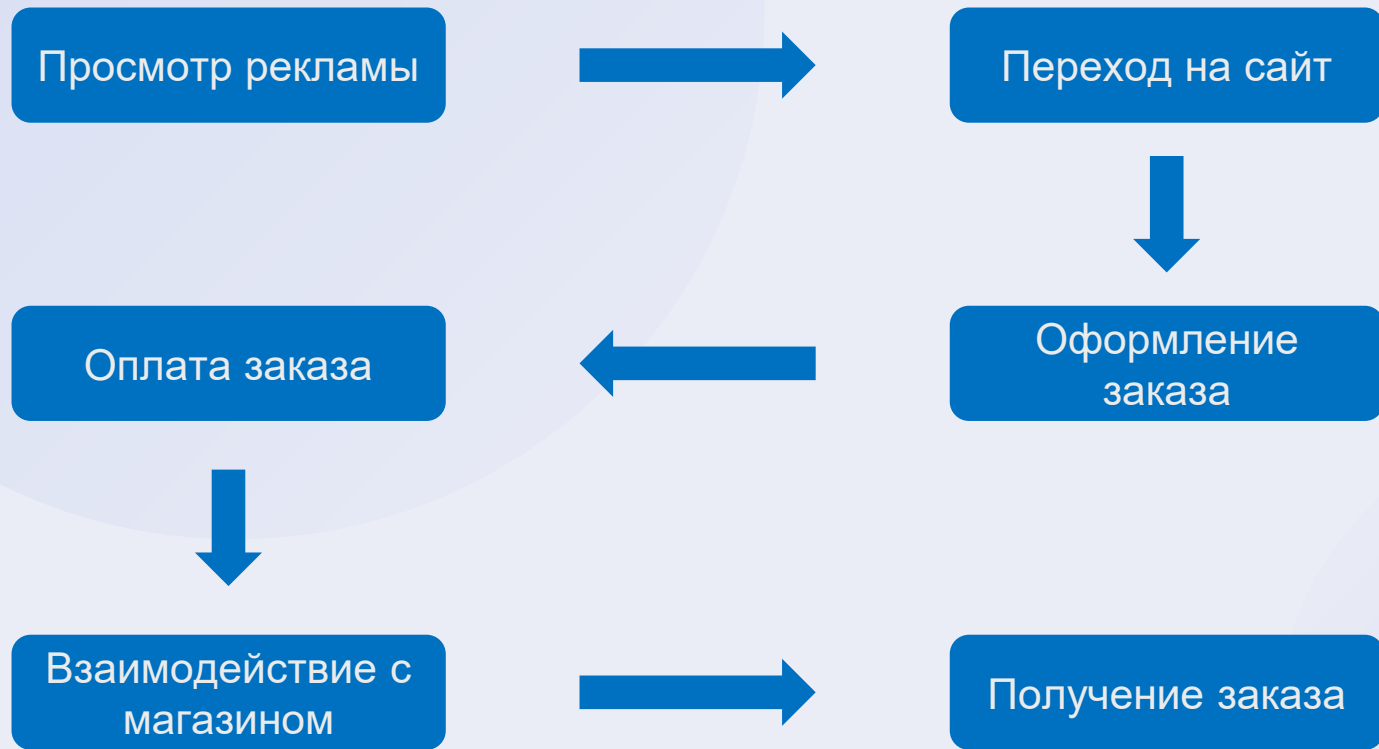 Просмотр рекламы
Переход на сайт
Оформление
заказа
Оплата заказа
Взаимодействие с
магазином
Получение заказа